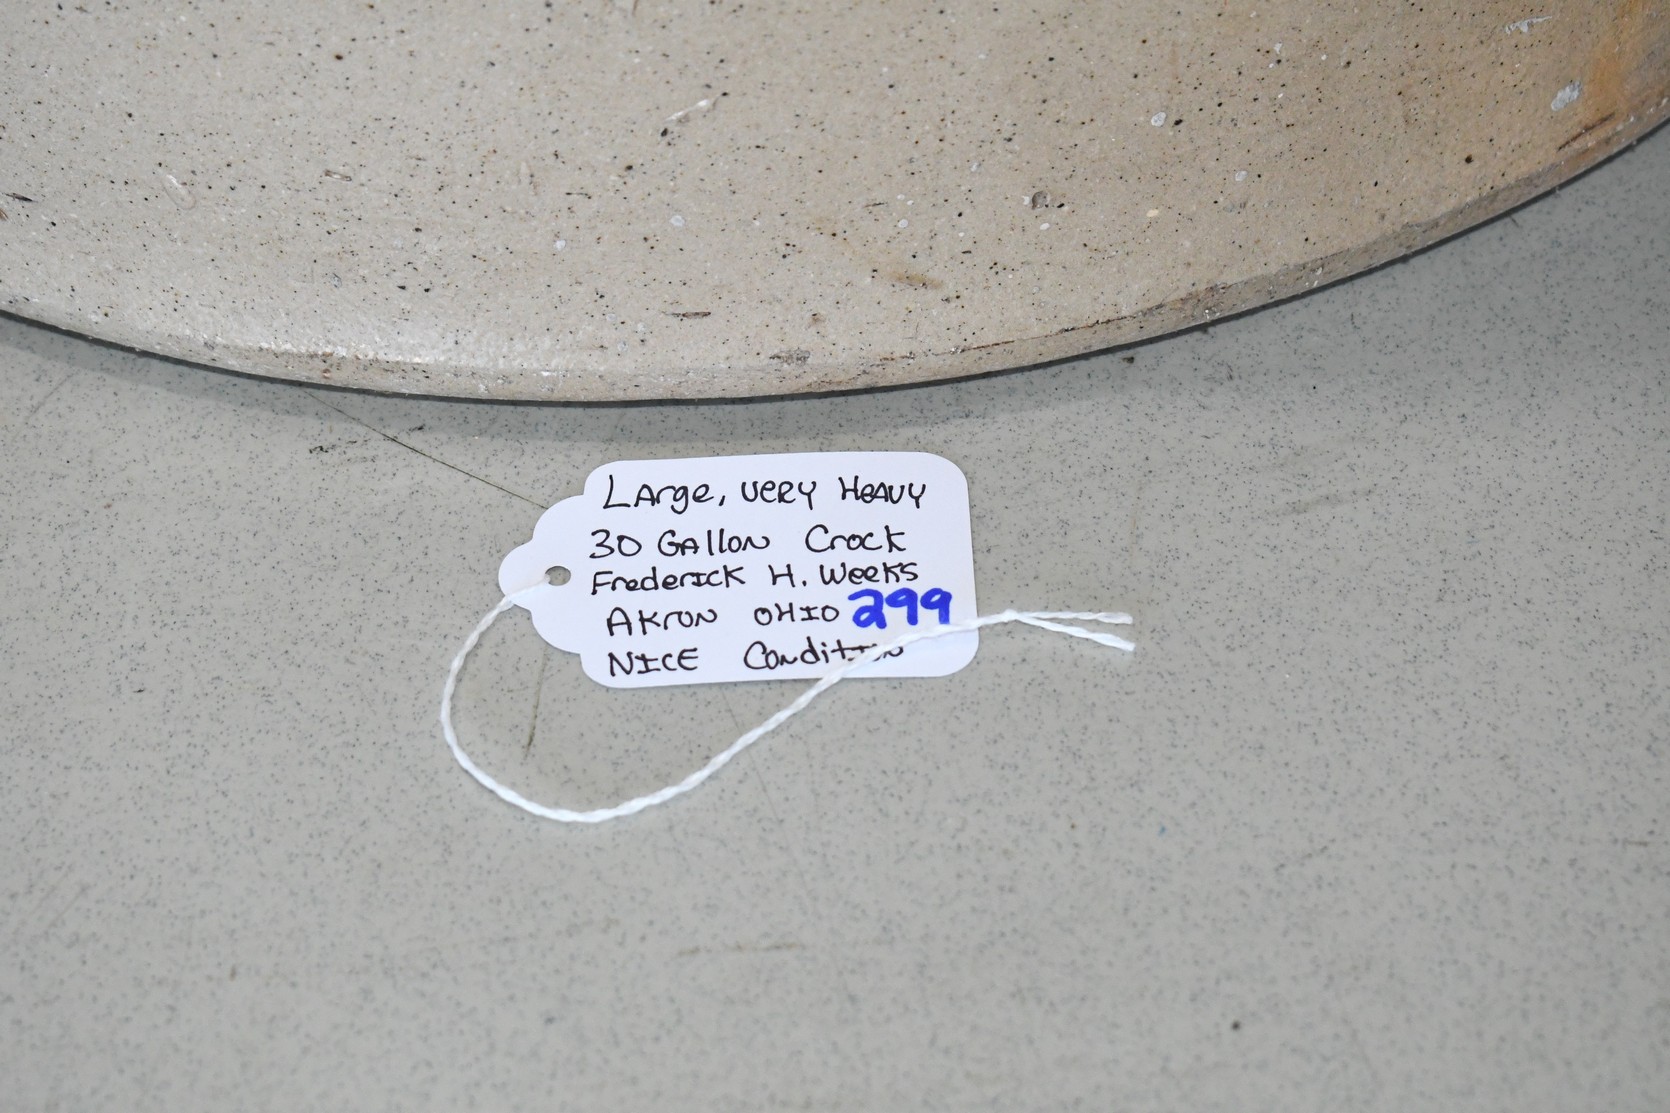 Large, very Heavy
30 Gallon Crock
Frederick H. Weeks
Akron OHIO 299
NICE Condition